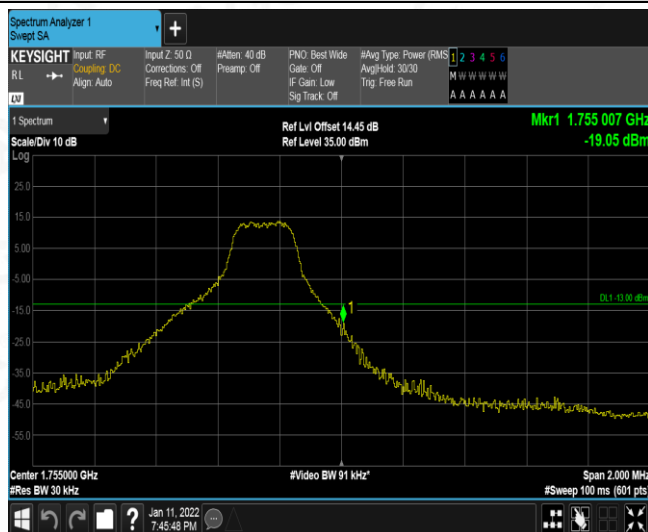 Spectrum Analyzer 1
Swept SA
KEYSIGHT
RL
LXI
Input: RF
Coupling: DC
Align: Auto
Input Z: 50 Ω
Corrections: Off
Freq Ref: Int (S)
#Atten: 40 dB
Preamp: Off
PNO: Best Wide
Gate: Off
IF Gain: Low
Sig Track: Off
#Avg Type: Power (RMS
Avg|Hold: 30/30
Trig: Free Run
1 2 3 4 5 6
M W W W W W
A A A A A A
1 Spectrum
Scale/Div 10 dB
Ref Lvl Offset 14.45 dB
Ref Level 35.00 dBm
Mkr1 1.755 007 GHz
-19.05 dBm
Log
25.0
15.0
5.00
-5.00
DL1 -13.00 dBm
1
-15.0
-25.0
-35.0
-45.0
-55.0
Center 1.755000 GHz
#Res BW 30 kHz
#Video BW 91 kHz*
Span 2.000 MHz
#Sweep 100 ms (601 pts)
?
Jan 11, 2022
7:45:48 PM